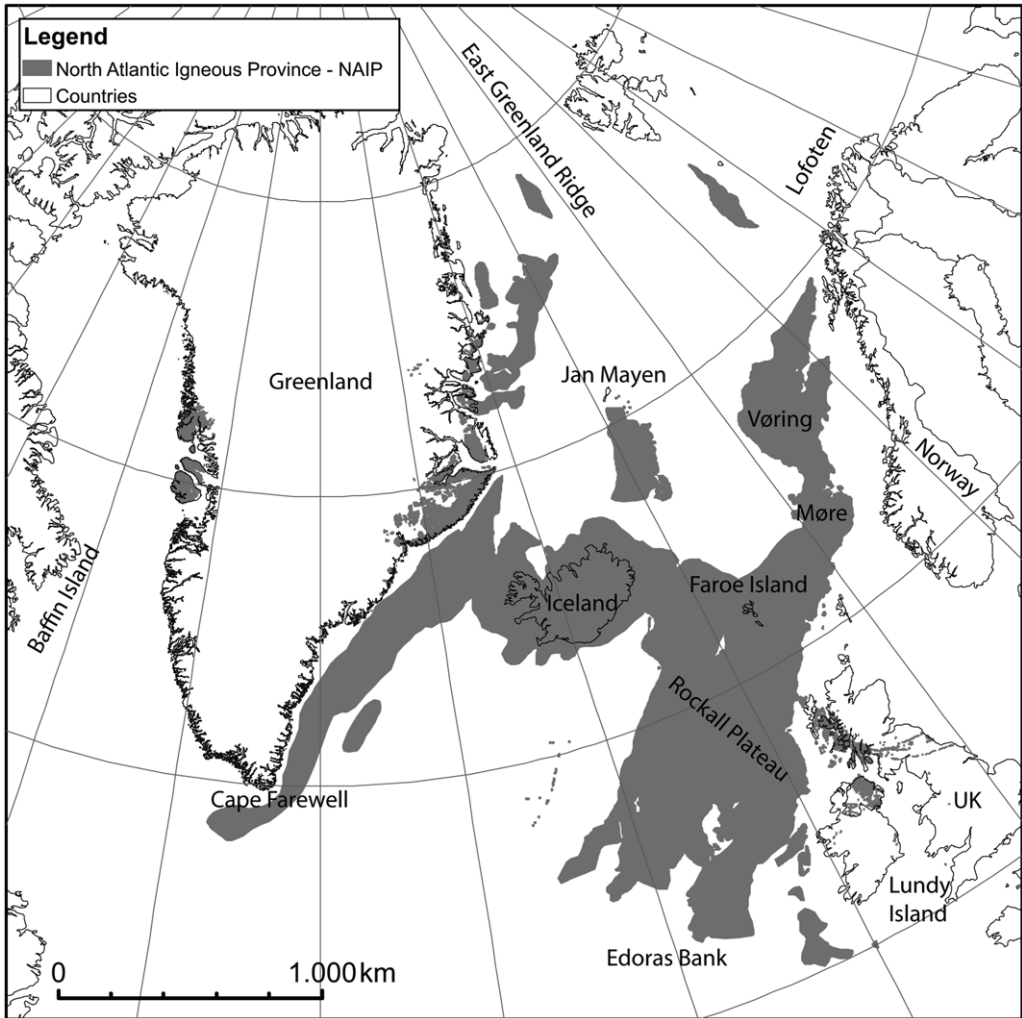 Legend
North Atlantic Igneous Province - NAIP
Countries
East Greenland Ridge
Lofoten
Greenland
Jan Mayen
Vøring
Norway
Møre
Baffin Island
Iceland
Faroe Island
Rockall Plateau
Cape Farewell
UK
Lundy
Island
Edoras Bank
0
1.000 km